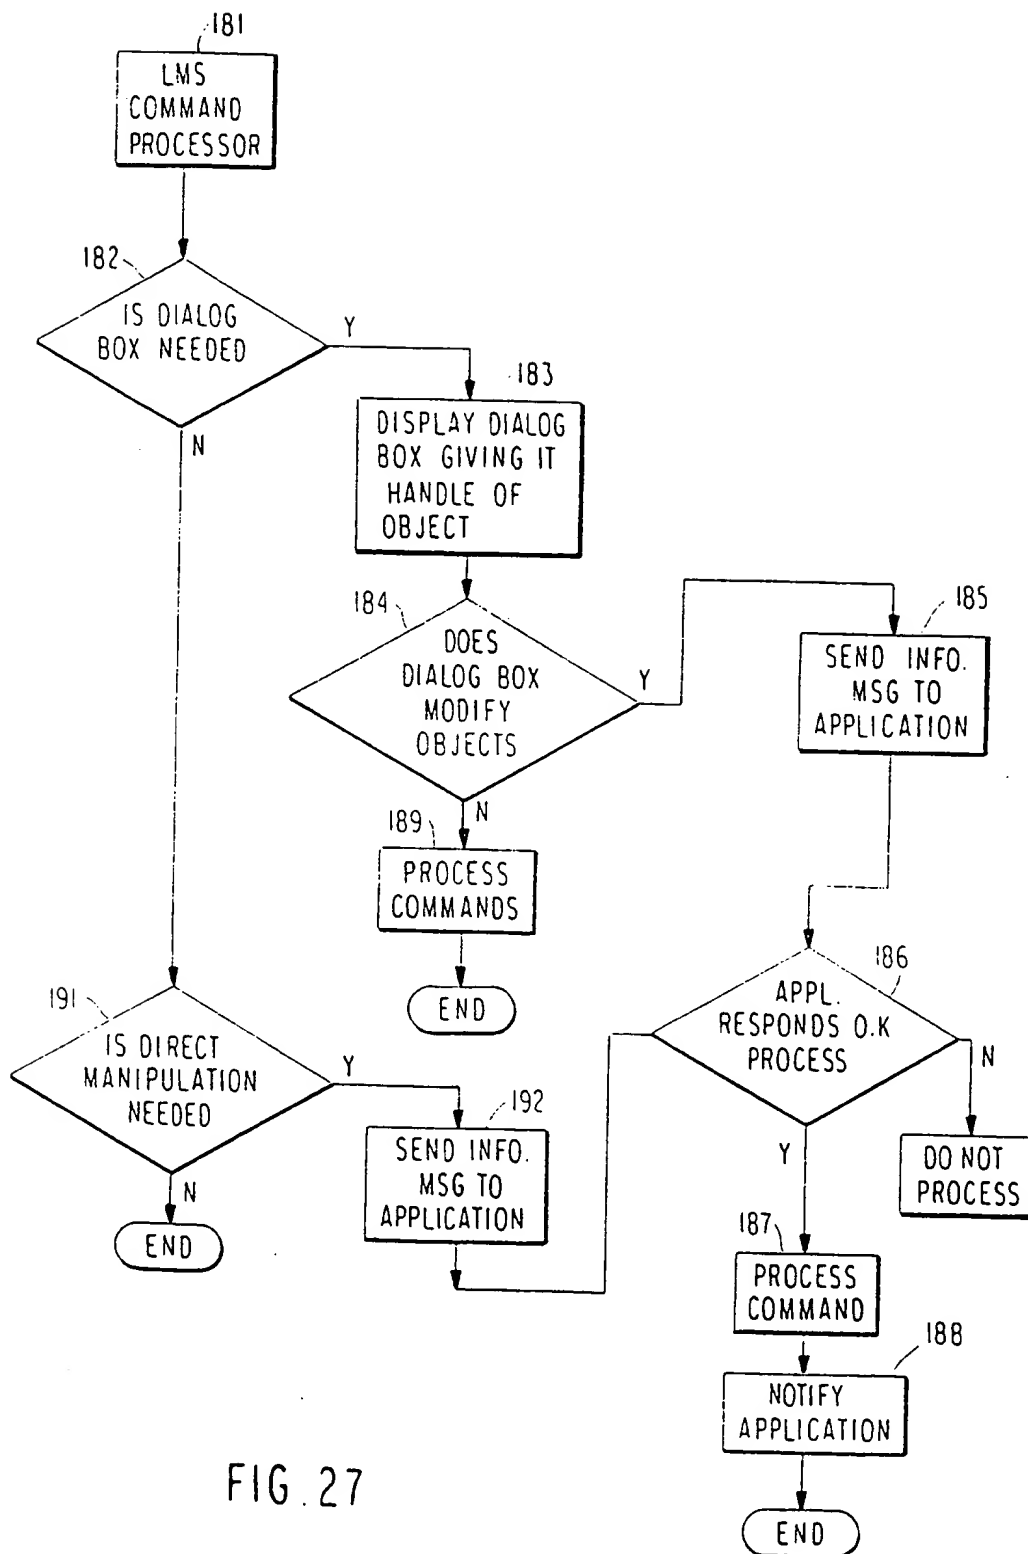 181
LMS
COMMAND
PROCESSOR
182
IS DIALOG
BOX NEEDED
Y
N
183
DISPLAY DIALOG
BOX GIVING IT
HANDLE OF
OBJECT
184
DOES
DIALOG BOX
MODIFY
OBJECTS
Y
N
185
SEND INFO.
MSG TO
APPLICATION
189
PROCESS
COMMANDS
END
186
APPL.
RESPONDS O.K
PROCESS
N
Y
DO NOT
PROCESS
191
IS DIRECT
MANIPULATION
NEEDED
Y
N
END
192
SEND INFO.
MSG TO
APPLICATION
187
PROCESS
COMMAND
188
NOTIFY
APPLICATION
END
FIG.27